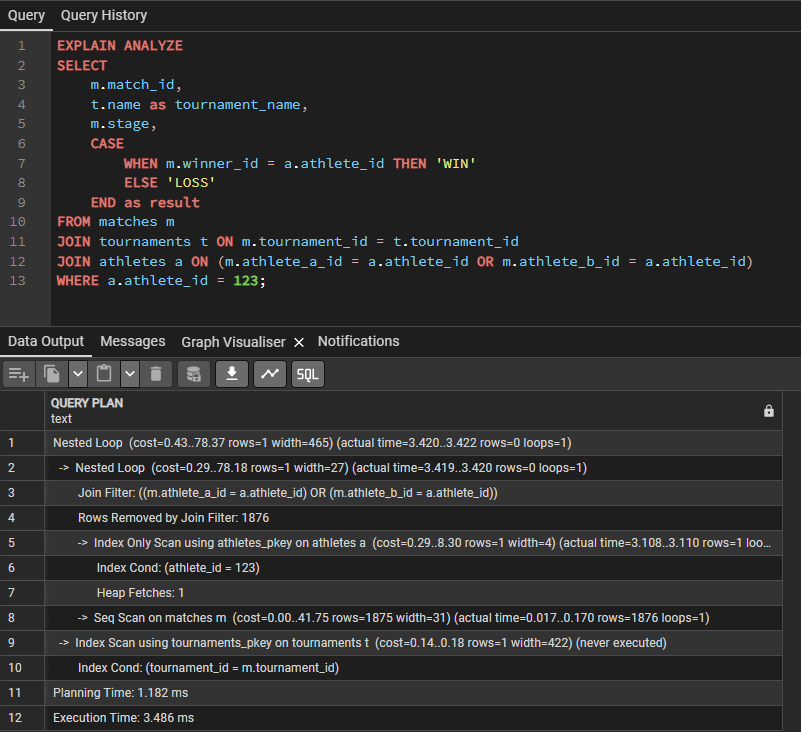 Query Query History
1 EXPLAIN ANALYZE
2 SELECT
3 m.match_id,
4 t.name as tournament_name,
5 m.stage,
6 CASE
7 WHEN m.winner_id = a.athlete_id THEN 'WIN'
8 ELSE 'LOSS'
9 END as result
10 FROM matches m
11 JOIN tournaments t ON m.tournament_id = t.tournament_id
12 JOIN athletes a ON (m.athlete_a_id = a.athlete_id OR m.athlete_b_id = a.athlete_id)
13 WHERE a.athlete_id = 123;
Data Output Messages Graph Visualiser × Notifications
SQL
QUERY PLAN
text
1 Nested Loop (cost=0.43..78.37 rows=1 width=465) (actual time=3.420..3.422 rows=0 loops=1)
2 -> Nested Loop (cost=0.29..78.18 rows=1 width=27) (actual time=3.419..3.420 rows=0 loops=1)
3 Join Filter: ((m.athlete_a_id = a.athlete_id) OR (m.athlete_b_id = a.athlete_id))
4 Rows Removed by Join Filter: 1876
5 -> Index Only Scan using athletes_pkey on athletes a (cost=0.29..8.30 rows=1 width=4) (actual time=3.108..3.110 rows=1 loo...
6 Index Cond: (athlete_id = 123)
7 Heap Fetches: 1
8 -> Seq Scan on matches m (cost=0.00..41.75 rows=1875 width=31) (actual time=0.017..0.170 rows=1876 loops=1)
9 -> Index Scan using tournaments_pkey on tournaments t (cost=0.14..0.18 rows=1 width=422) (never executed)
10 Index Cond: (tournament_id = m.tournament_id)
11 Planning Time: 1.182 ms
12 Execution Time: 3.486 ms